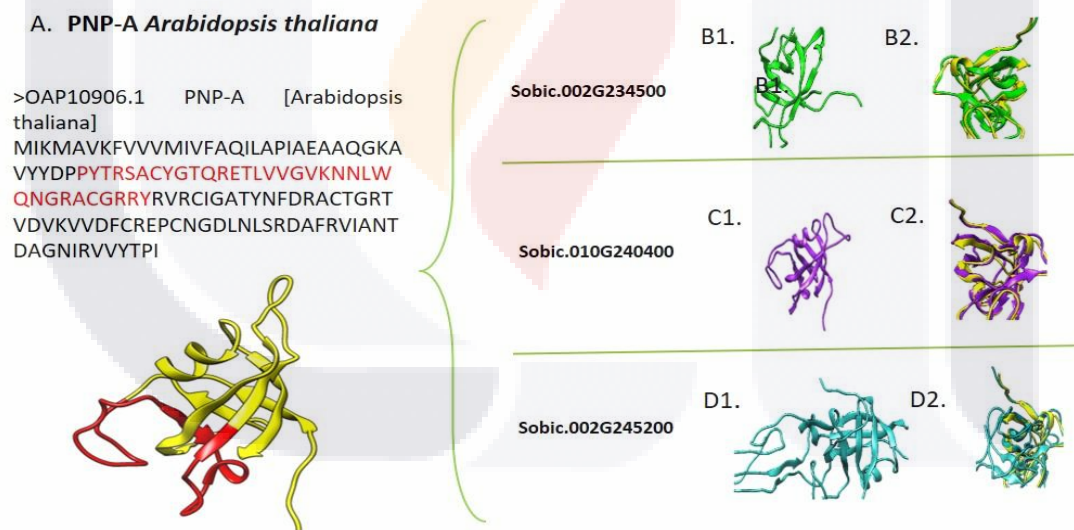 A. PNP-A Arabidopsis thaliana
>OAP10906.1 PNP-A [Arabidopsis
thaliana]
MIKMAVKFVVVMIVFAQILAPIAEAAQGKA
VYYDPPYTRSACYGTQRETLVVGVKNNLW
QNGRACGRRYRVRCIGATYNFDRACTGRT
VDVKVVDFCREPCNGDLNLSRDAFRVIANT
DAGNIRVVYTPI
Sobic.002G234500
B1.
B1.
B2.
Sobic.010G240400
C1.
C2.
Sobic.002G245200
D1.
D2.